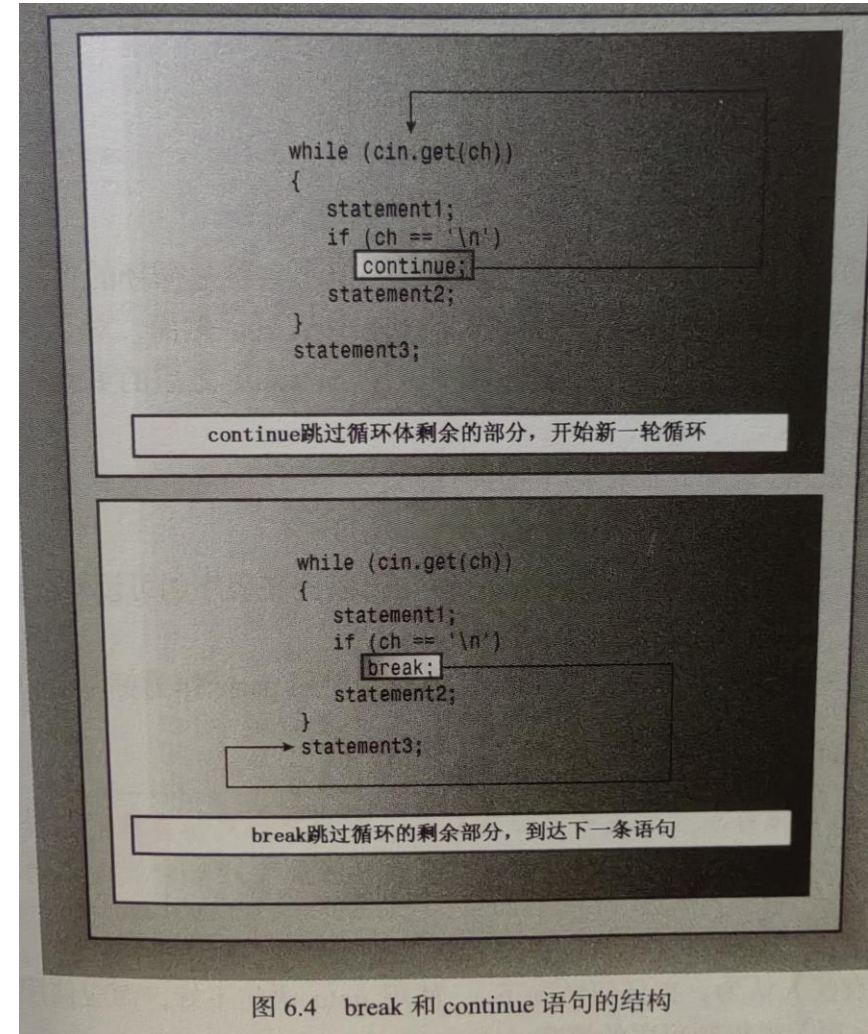 while (cin.get(ch))
{
statement1;
if (ch == '\n')
continue;
statement2;
}
statement3;
continue跳过循环体剩余的部分，开始新一轮循环
while (cin.get(ch))
{
statement1;
if (ch == '\n')
break;
statement2;
}
statement3;
break跳过循环的剩余部分，到达下一条语句
图 6.4 break 和 continue 语句的结构